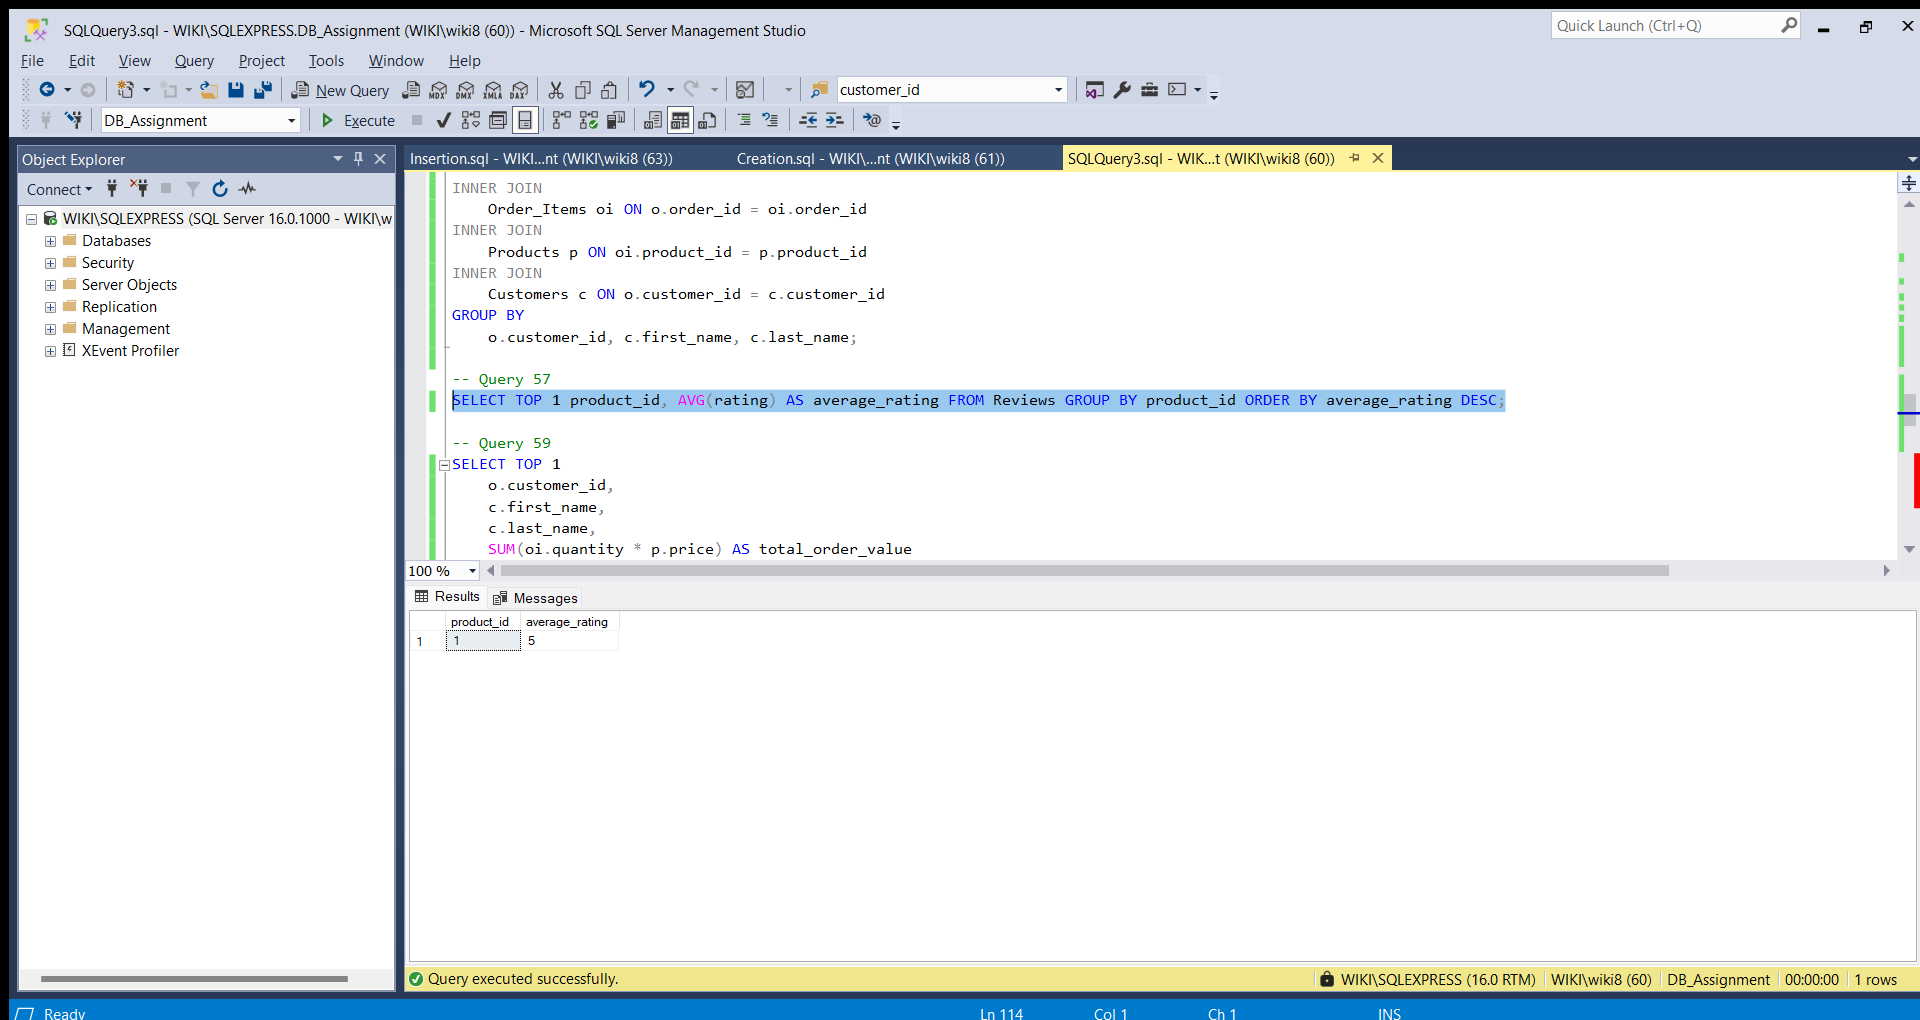 SQLQuery3.sql - WIKI\SQLEXPRESS.DB_Assignment (WIKI\wiki8 (60)) - Microsoft SQL Server Management Studio
Quick Launch (Ctrl+Q)
File Edit View Query Project Tools Window Help
New Query MDX DMX XMLA DAX customer_id
DB_Assignment Execute
Object Explorer
Connect
WIKI\SQLEXPRESS (SQL Server 16.0.1000 - WIKI\w
Databases
Security
Server Objects
Replication
Management
XEvent Profiler
Insertion.sql - WIKI...nt (WIKI\wiki8 (63)) Creation.sql - WIKI\...nt (WIKI\wiki8 (61)) SQLQuery3.sql - WIK...t (WIKI\wiki8 (60))
INNER JOIN
Order_Items oi ON o.order_id = oi.order_id
INNER JOIN
Products p ON oi.product_id = p.product_id
INNER JOIN
Customers c ON o.customer_id = c.customer_id
GROUP BY
o.customer_id, c.first_name, c.last_name;
-- Query 57
SELECT TOP 1 product_id, AVG(rating) AS average_rating FROM Reviews GROUP BY product_id ORDER BY average_rating DESC;
-- Query 59
SELECT TOP 1
o.customer_id,
c.first_name,
c.last_name,
SUM(oi.quantity * p.price) AS total_order_value
100 %
Results Messages
product_id average_rating
1 1 5
Query executed successfully. WIKI\SQLEXPRESS (16.0 RTM) WIKI\wiki8 (60) DB_Assignment 00:00:00 1 rows
Ready Ln 114 Col 1 Ch 1 INS